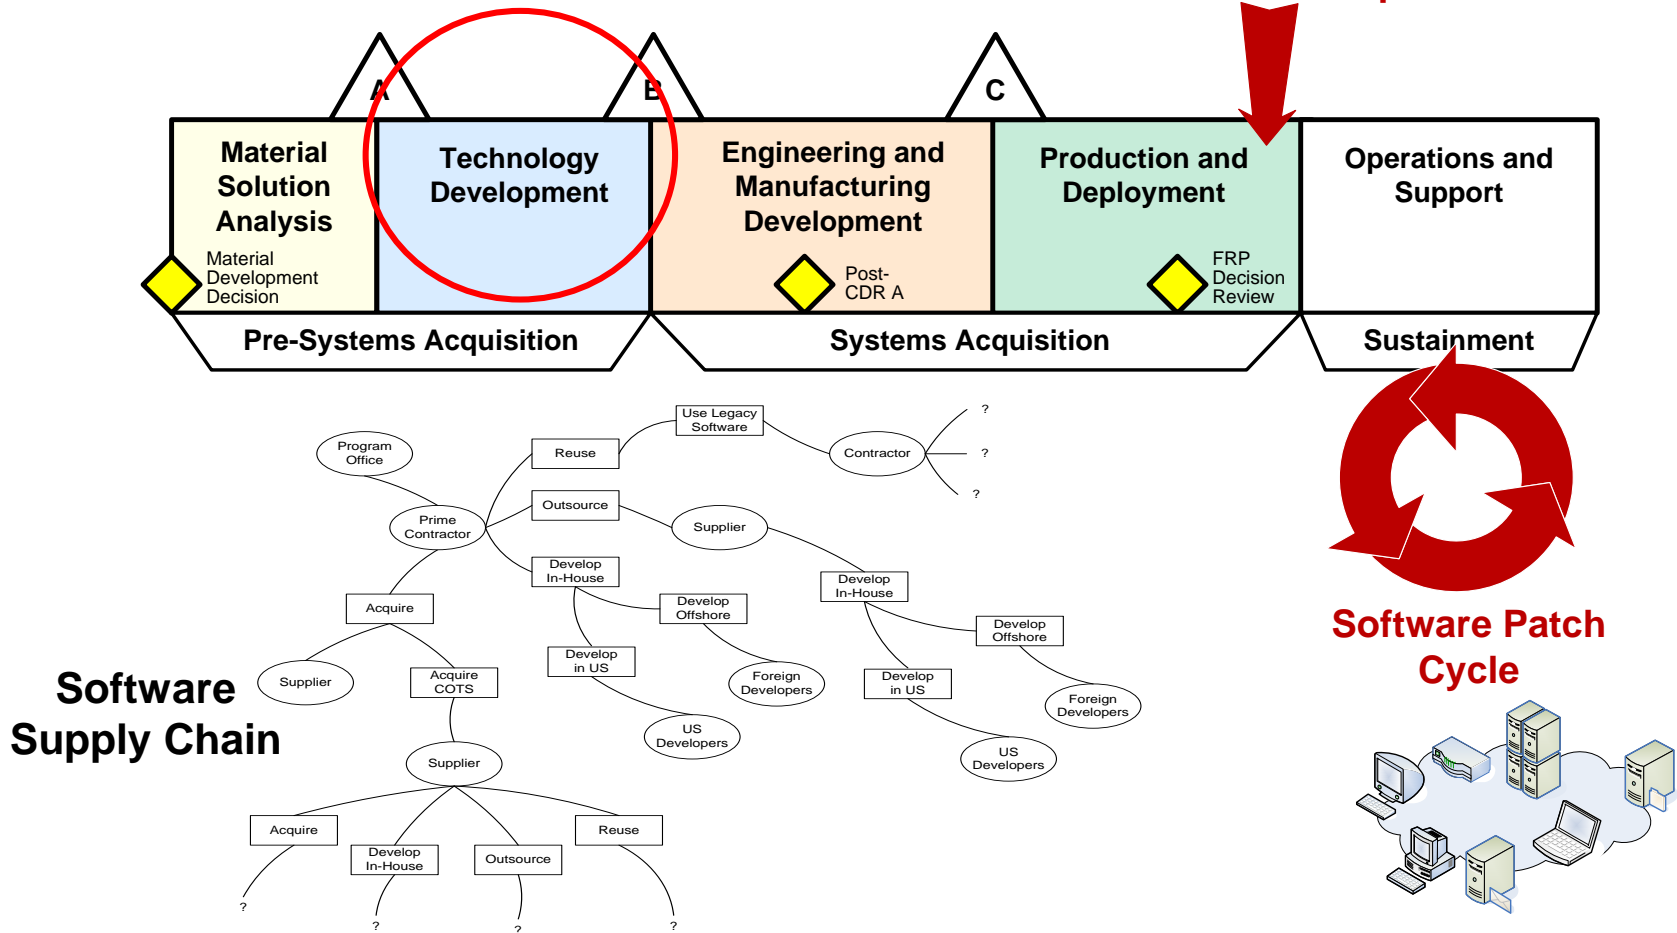 A
B
C
Material
Solution
Analysis
Technology
Development
Engineering and
Manufacturing
Development
Production and
Deployment
Operations and
Support
Material
Development
Decision
Post-
CDR A
FRP
Decision
Review
Pre-Systems Acquisition
Systems Acquisition
Sustainment
Program
Office
Prime
Contractor
Reuse
Use Legacy
Software
Contractor
?
?
?
Outsource
Supplier
Develop
In-House
Develop
Offshore
Develop
in US
Foreign
Developers
US
Developers
Develop
In-House
Develop
Offshore
Develop
in US
Foreign
Developers
US
Developers
Acquire
Supplier
Acquire
COTS
Supplier
Acquire
Develop
In-House
Outsource
Reuse
?
?
?
?
Software
Supply Chain
Software Patch
Cycle